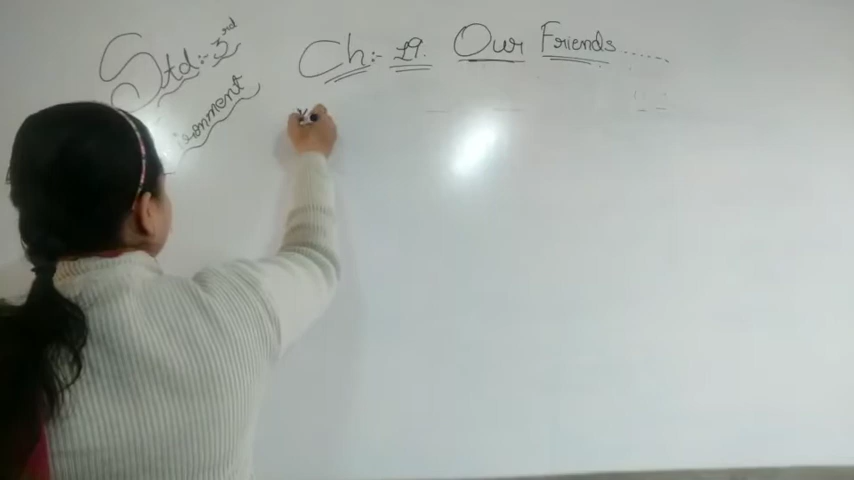 Std:- 3rd
Ch:- 19. Our Friends......